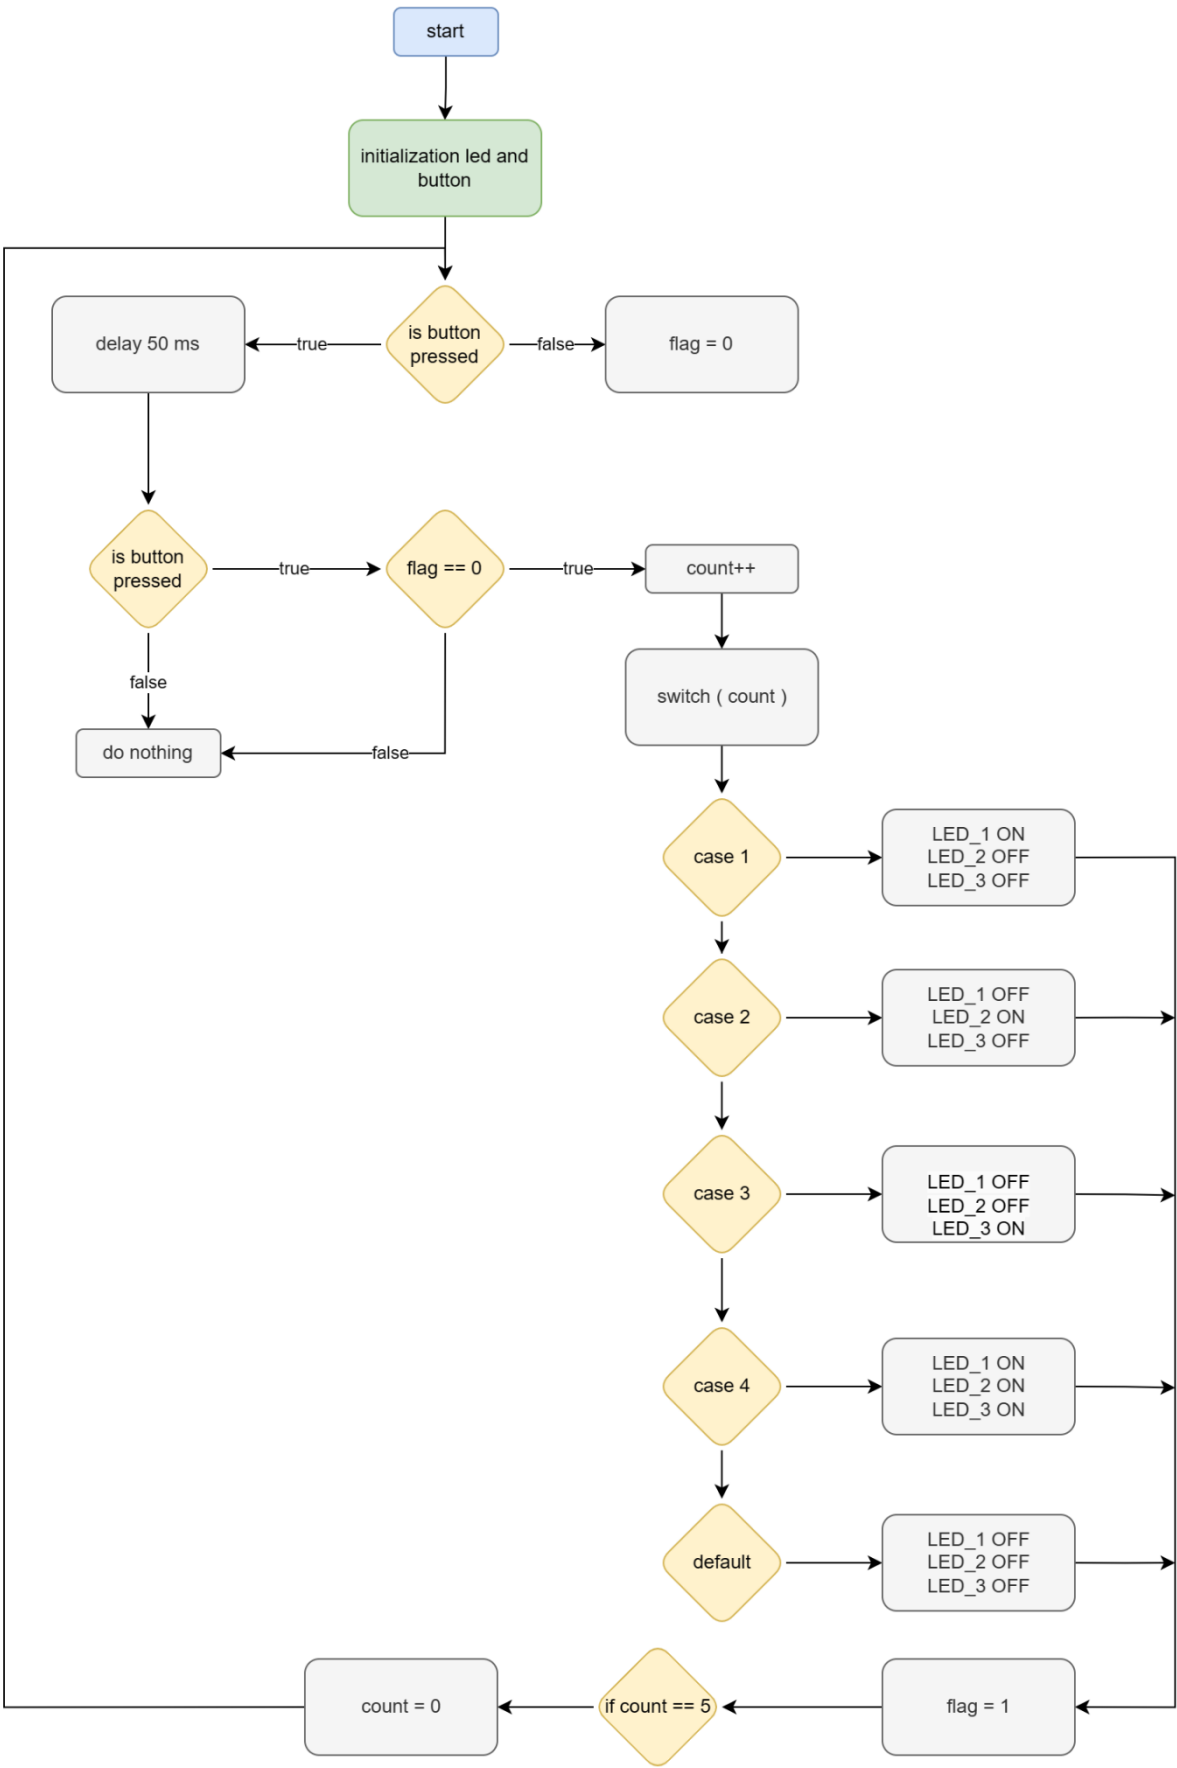 start
initialization led and
button
delay 50 ms
true
is button
pressed
false
flag = 0
is button
pressed
true
flag == 0
true
count++
false
do nothing
false
switch ( count )
case 1
LED_1 ON
LED_2 OFF
LED_3 OFF
case 2
LED_1 OFF
LED_2 ON
LED_3 OFF
case 3
LED_1 OFF
LED_2 OFF
LED_3 ON
case 4
LED_1 ON
LED_2 ON
LED_3 ON
default
LED_1 OFF
LED_2 OFF
LED_3 OFF
count = 0
if count == 5
flag = 1